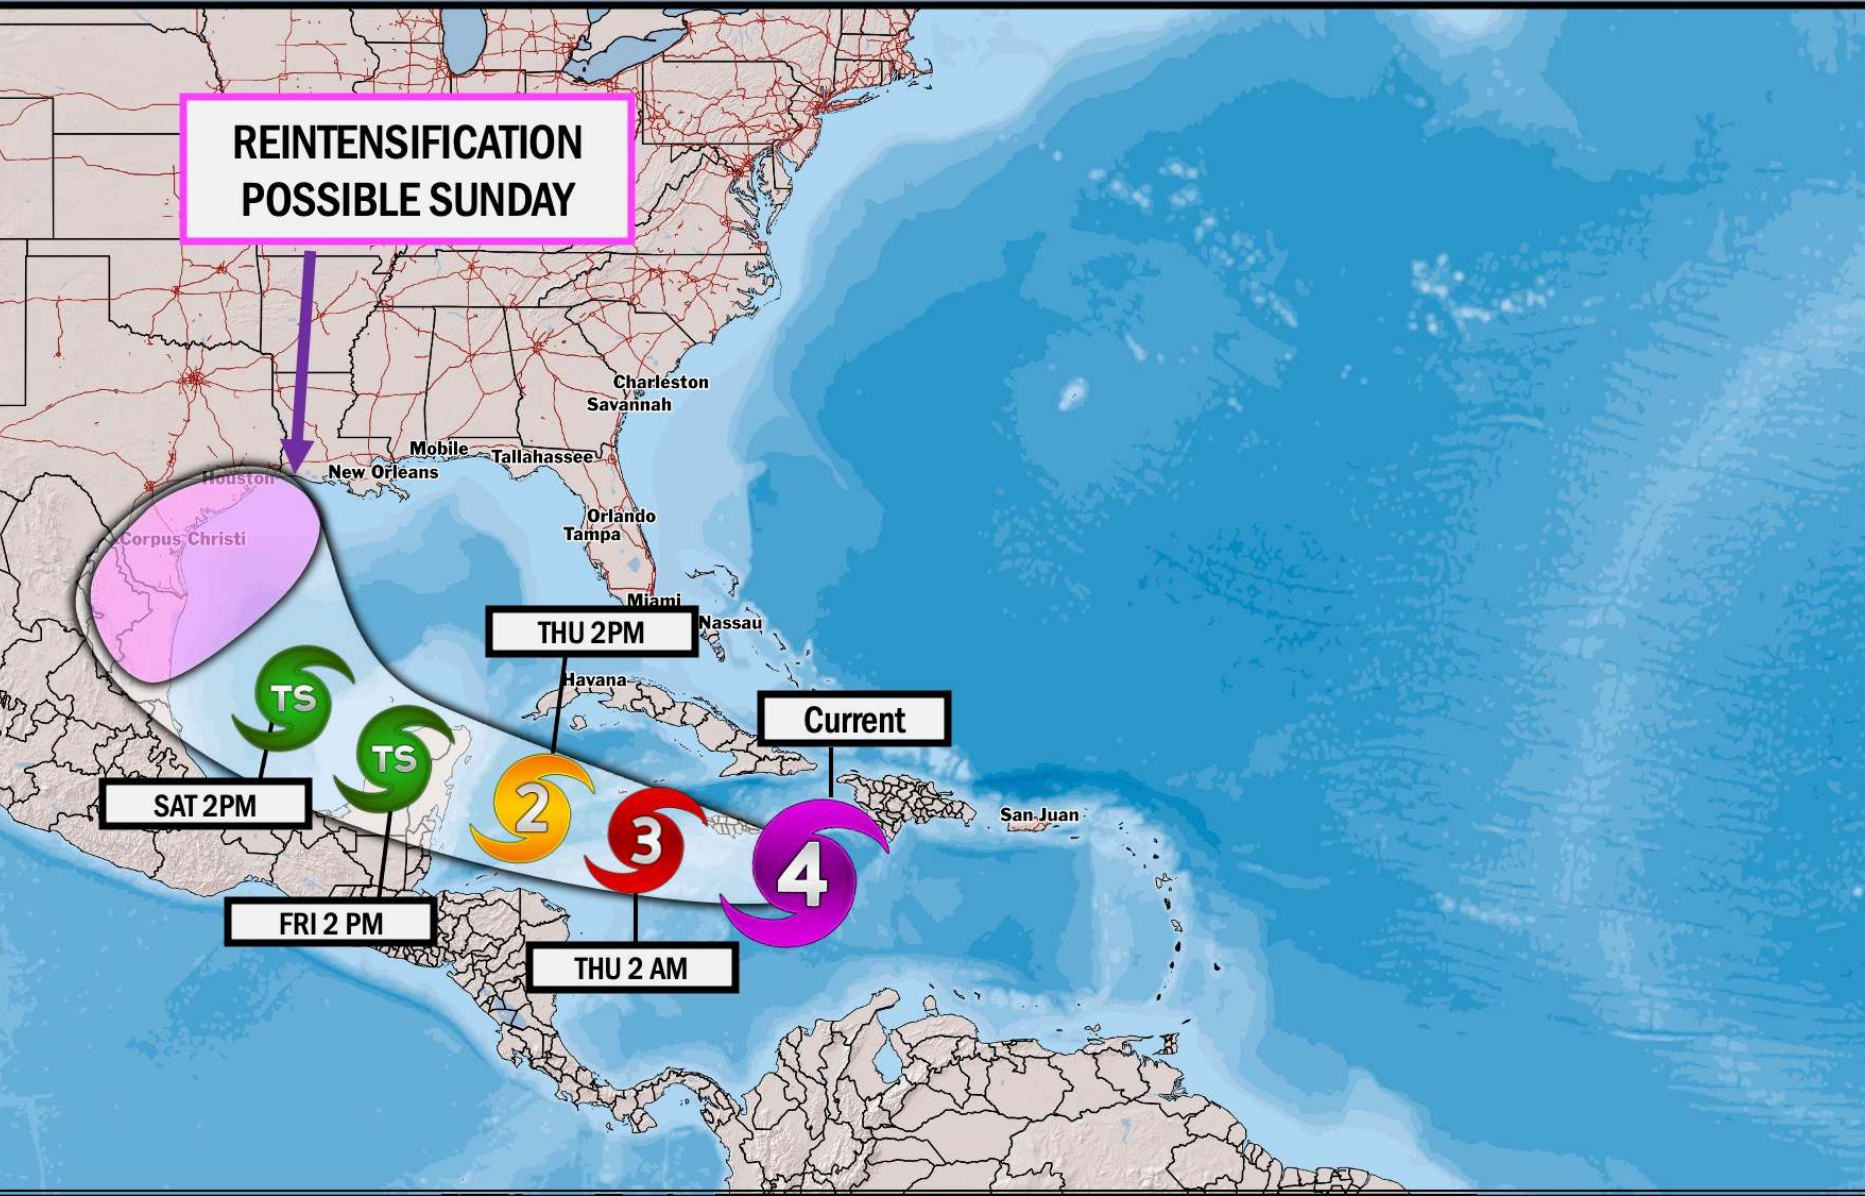 REINTENSIFICATION
POSSIBLE SUNDAY
Charleston
Savannah
Mobile
Tallahassee
New Orleans
Houston
Orlando
Tampa
Corpus Christi
Miami
THU 2PM
Nassau
Havana
TS
Current
TS
SAT 2PM
2
3
4
San Juan
FRI 2 PM
THU 2 AM